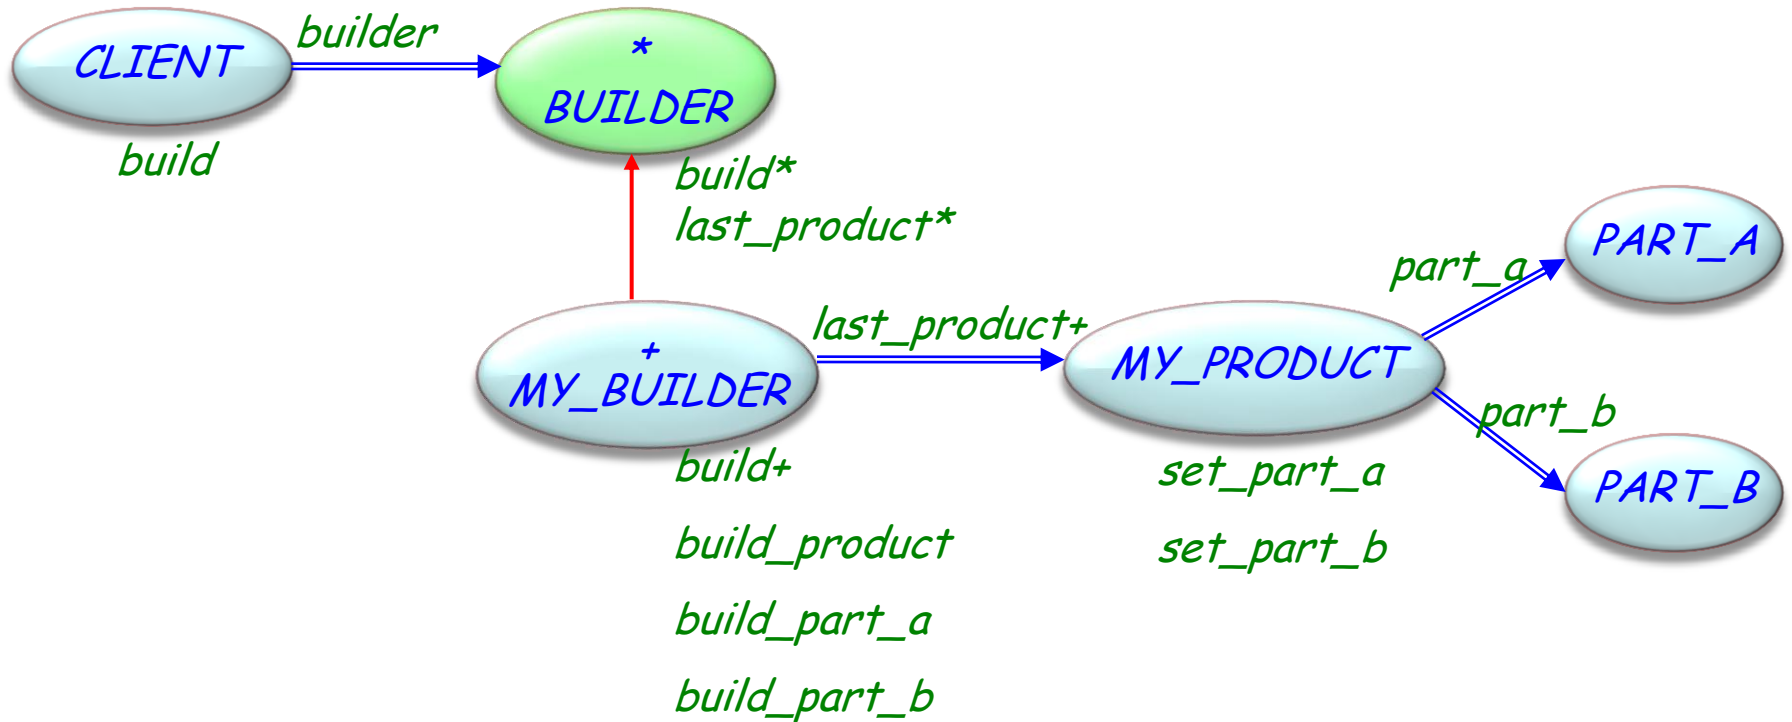 CLIENT
builder
*
BUILDER
build
build*
last_product*
PART_A
part_a
last_product+
+
MY_BUILDER
MY_PRODUCT
part_b
PART_B
build+
build_product
build_part_a
build_part_b
set_part_a
set_part_b